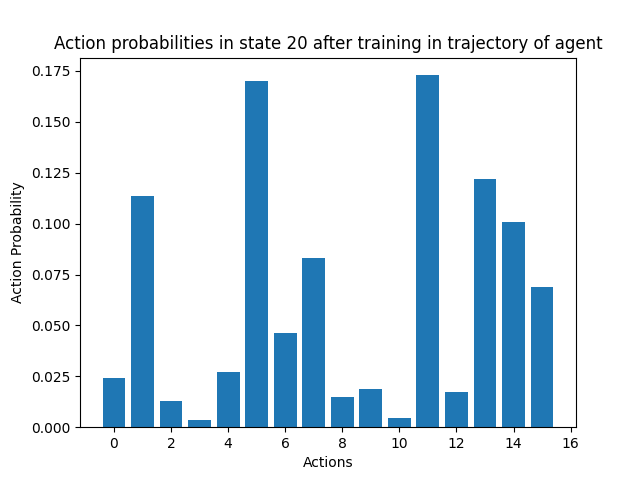 Action probabilities in state 20 after training in trajectory of agent
0.175
0.150
0.125
0.100
0.075
0.050
0.025
0.000
Action Probability
0 2 4 6 8 10 12 14 16
Actions